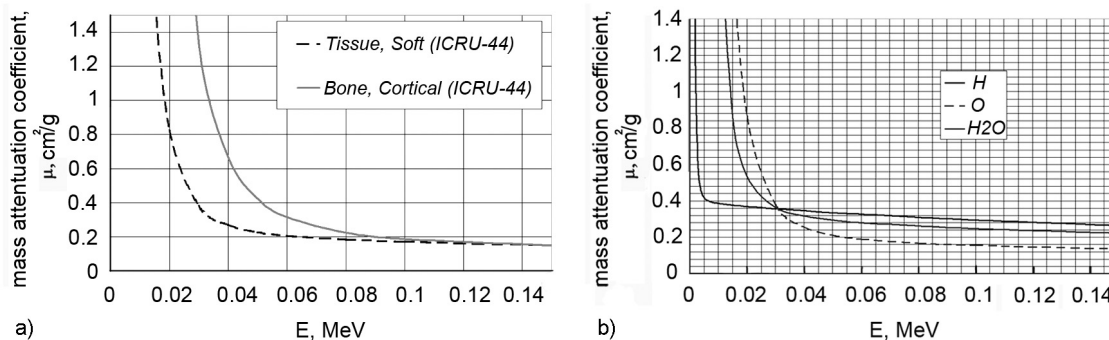 mass attentuation coefficient,
μ, cm²/g
1.4
1.2
1
0.8
0.6
0.4
0.2
0
0
0.02
0.04
0.06
0.08
0.1
0.12
0.14
E, MeV
Tissue, Soft (ICRU-44)
Bone, Cortical (ICRU-44)
a)
mass attentuation coefficient,
μ, cm²/g
1.4
1.2
1
0.8
0.6
0.4
0.2
0
0
0.02
0.04
0.06
0.08
0.1
0.12
0.14
E, MeV
H
O
H2O
b)